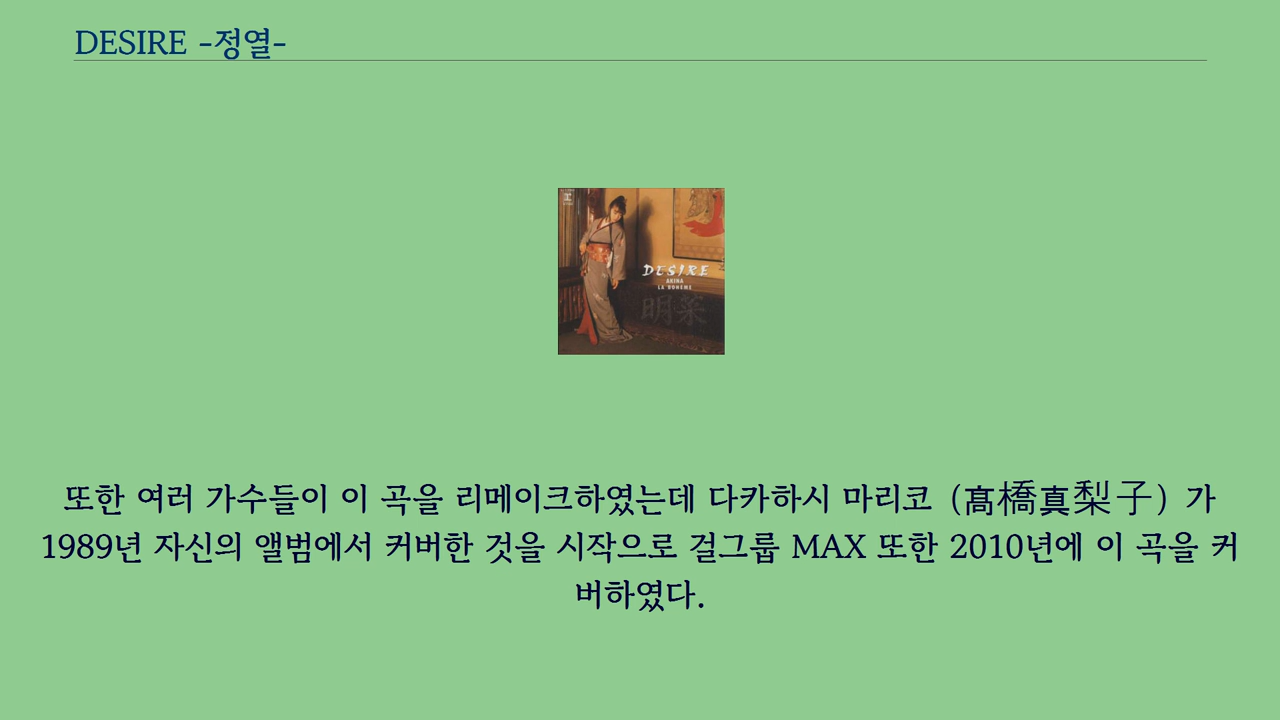 DESIRE -정열-
DESIRE
AKINA
LA BOHEME
明菜
또한 여러 가수들이 이 곡을 리메이크하였는데 다카하시 마리코 (髙橋真梨子) 가
1989년 자신의 앨범에서 커버한 것을 시작으로 걸그룹 MAX 또한 2010년에 이 곡을 커
버하였다.